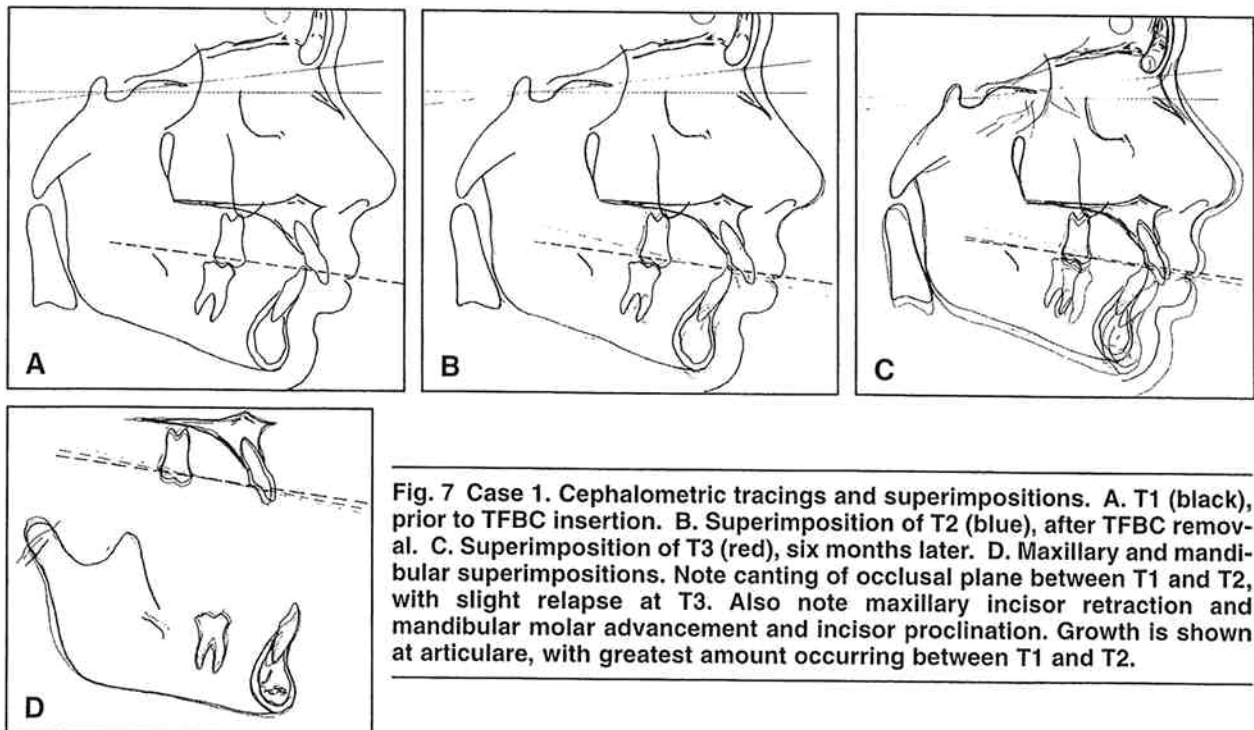 A
B
C
D
Fig. 7 Case 1. Cephalometric tracings and superimpositions. A. T1 (black),
prior to TFBC insertion. B. Superimposition of T2 (blue), after TFBC remov-
al. C. Superimposition of T3 (red), six months later. D. Maxillary and mandi-
bular superimpositions. Note canting of occlusal plane between T1 and T2,
with slight relapse at T3. Also note maxillary incisor retraction and
mandibular molar advancement and incisor proclination. Growth is shown
at articulare, with greatest amount occurring between T1 and T2.